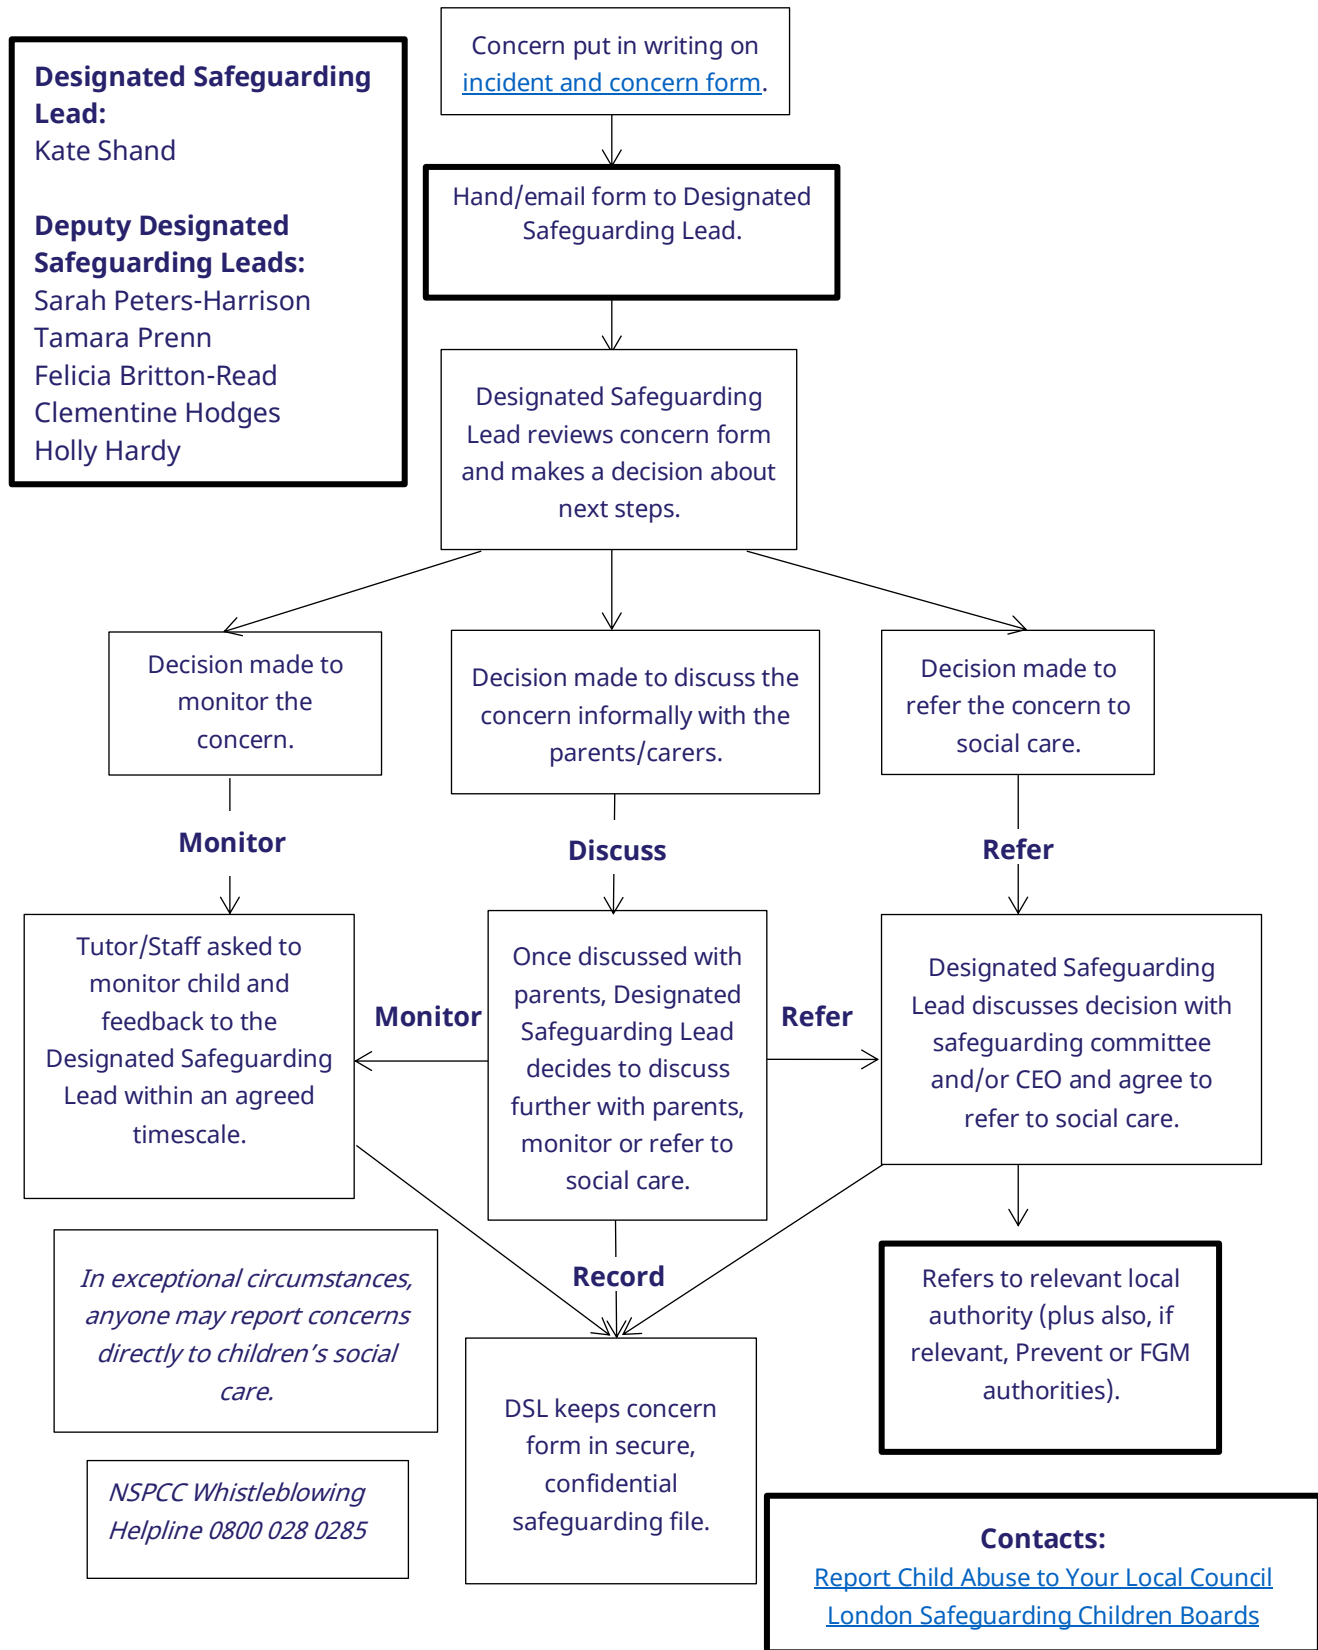 Concern put in writing on
incident and concern form.
Designated Safeguarding
Lead:
Kate Shand
Deputy Designated
Safeguarding Leads:
Sarah Peters-Harrison
Tamara Prenn
Felicia Britton-Read
Clementine Hodges
Holly Hardy
Hand/email form to Designated
Safeguarding Lead.
Designated Safeguarding
Lead reviews concern form
and makes a decision about
next steps.
Decision made to
monitor the
concern.
Decision made to discuss the
concern informally with the
parents/carers.
Decision made to
refer the concern to
social care.
Monitor
Discuss
Refer
Tutor/Staff asked to
monitor child and
feedback to the
Designated Safeguarding
Lead within an agreed
timescale.
Monitor
Once discussed with
parents, Designated
Safeguarding Lead
decides to discuss
further with parents,
monitor or refer to
social care.
Refer
Designated Safeguarding
Lead discusses decision with
safeguarding committee
and/or CEO and agree to
refer to social care.
In exceptional circumstances,
anyone may report concerns
directly to children's social
care.
Record
Refers to relevant local
authority (plus also, if
relevant, Prevent or FGM
authorities).
NSPCC Whistleblowing
Helpline 0800 028 0285
DSL keeps concern
form in secure,
confidential
safeguarding file.
Contacts:
Report Child Abuse to Your Local Council
London Safeguarding Children Boards